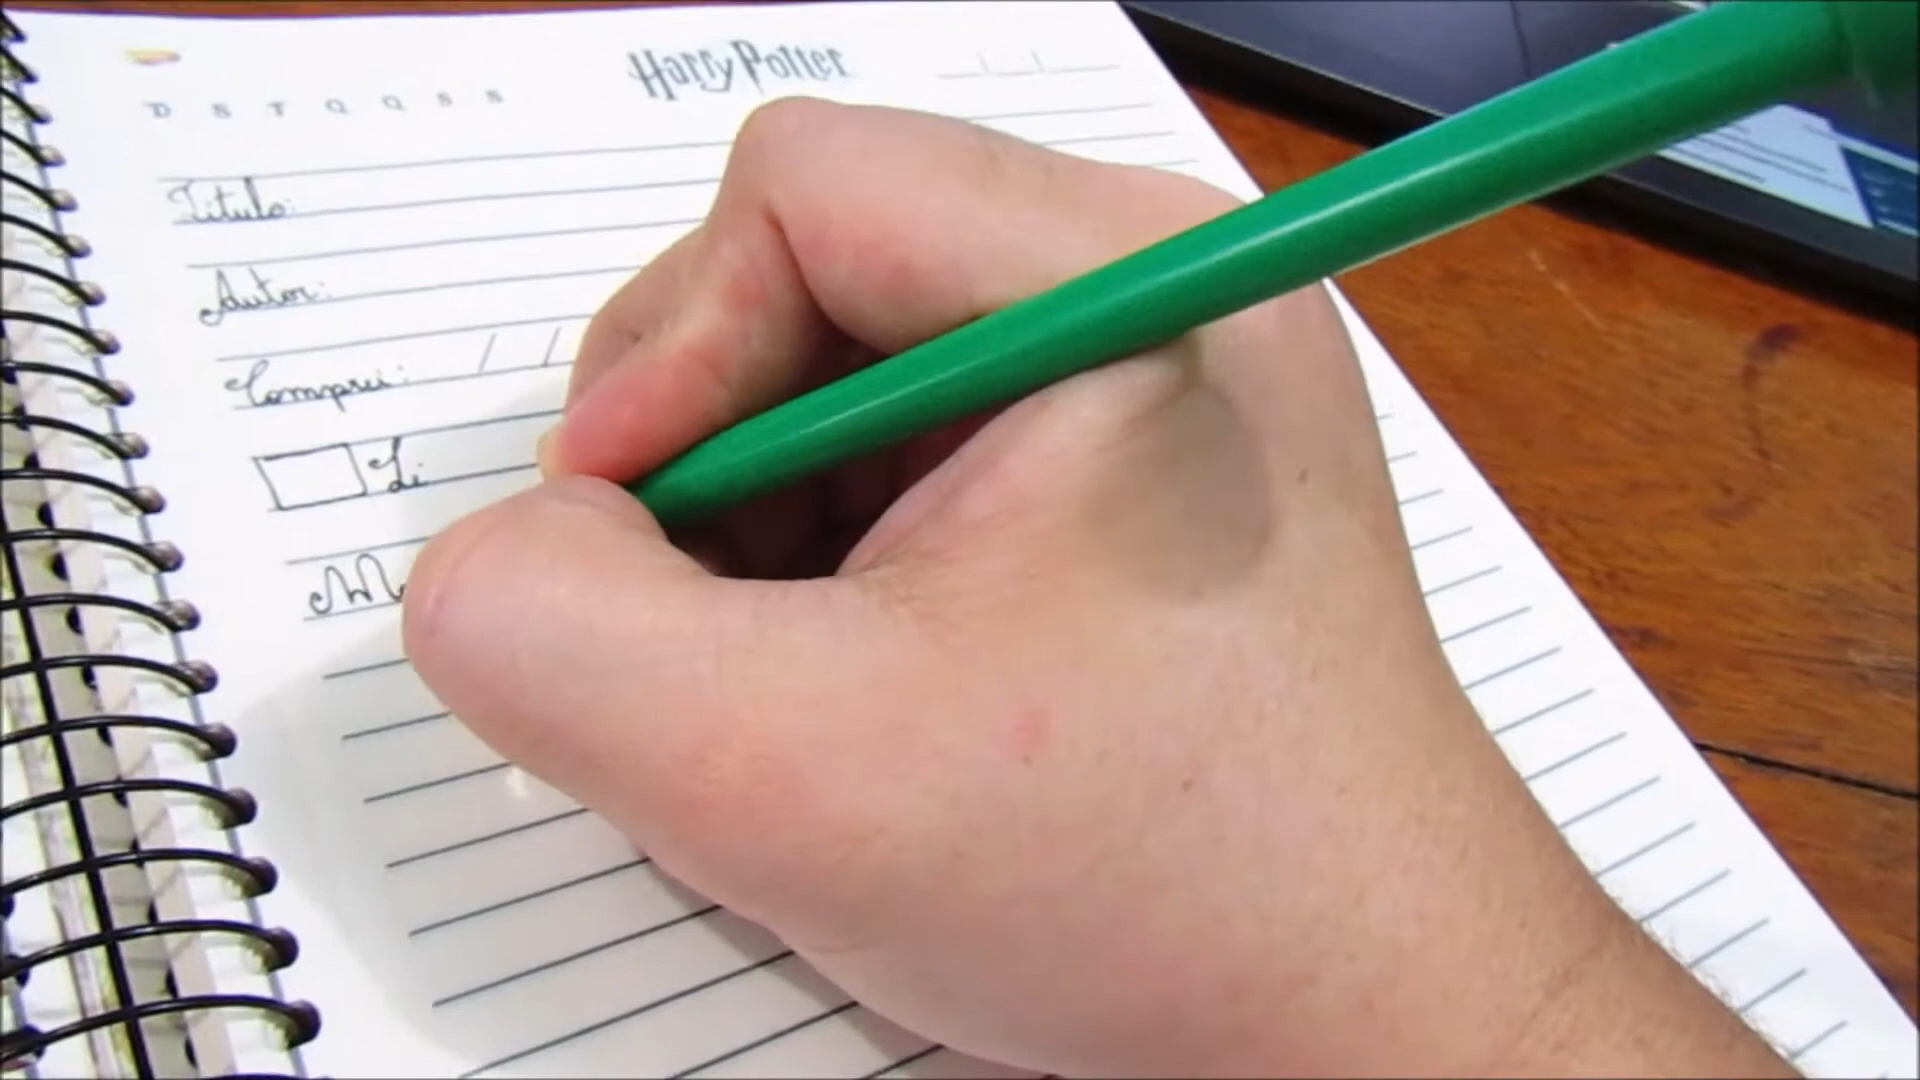 Harry Potter
D S T Q Q S S
Titulo:
Autor:
Comprei: / /
Li